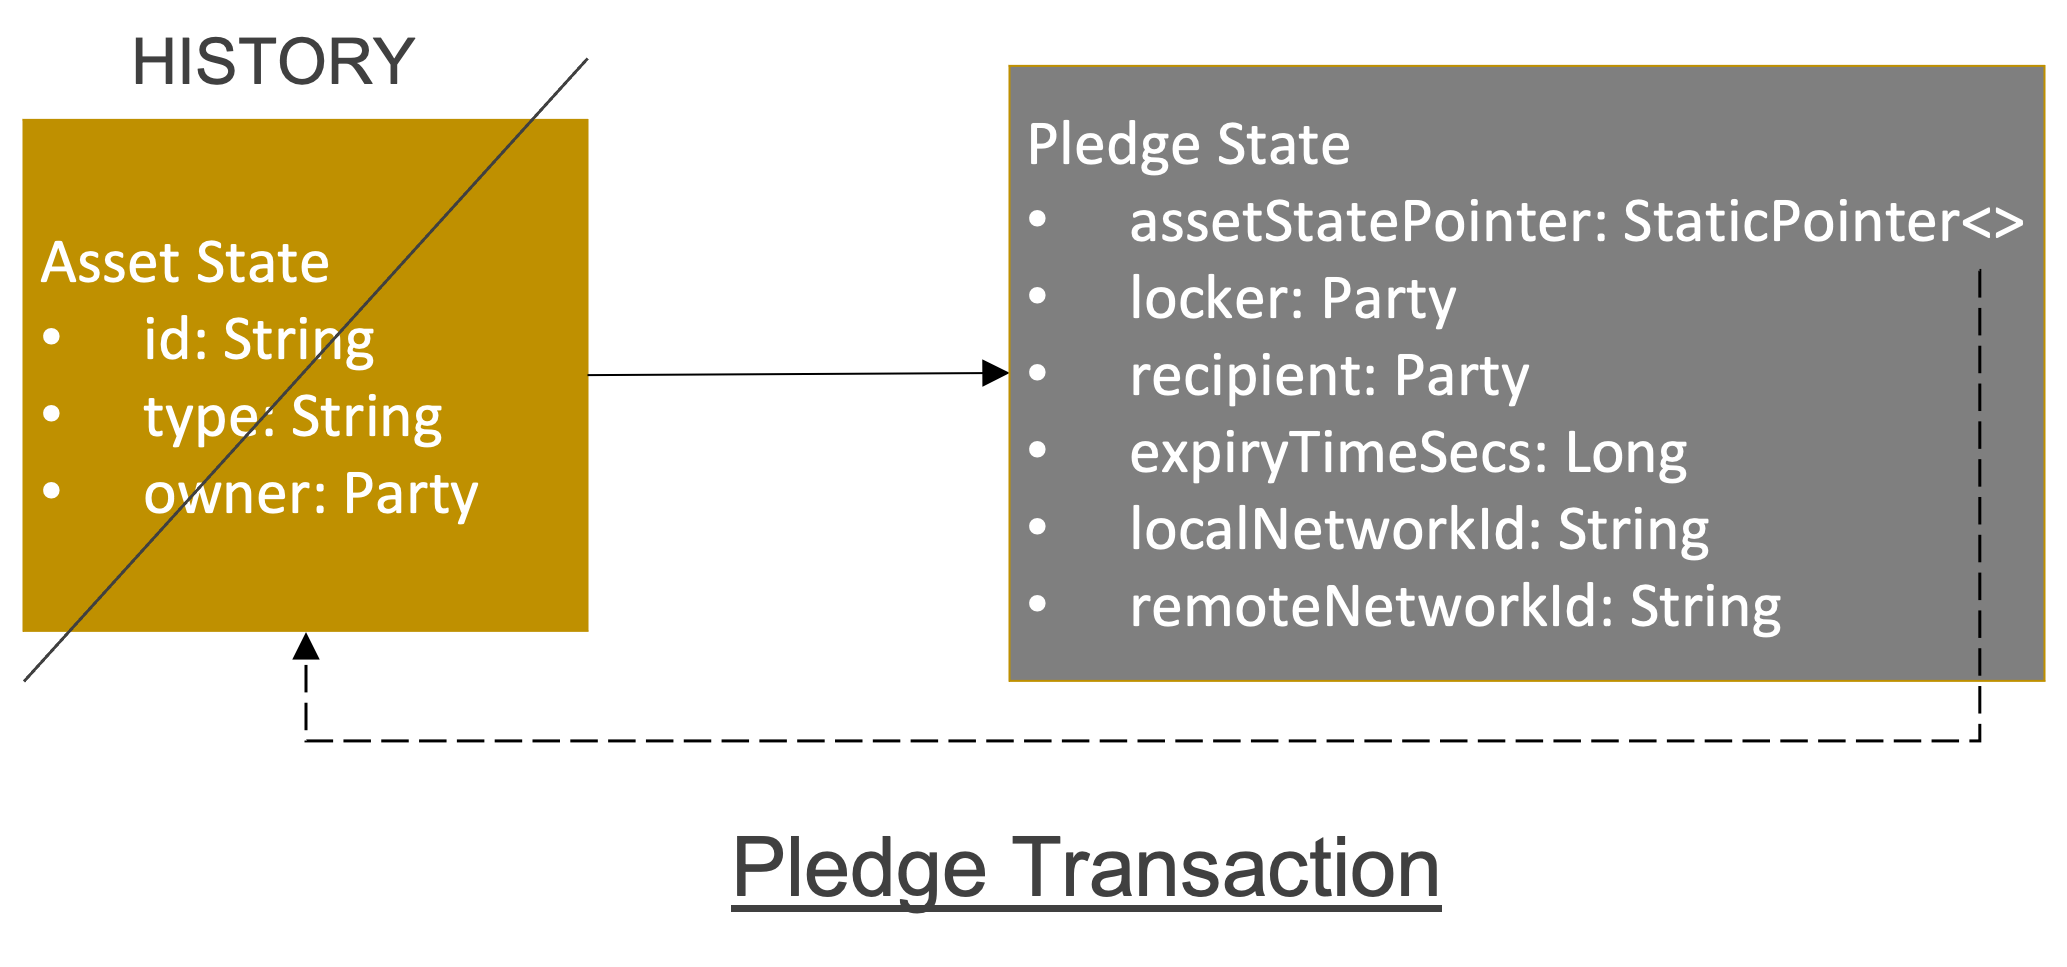 HISTORY
Asset State
• id: String
• type: String
• owner: Party
Pledge State
• assetStatePointer: StaticPointer<>
• locker: Party
• recipient: Party
• expiryTimeSecs: Long
• localNetworkId: String
• remoteNetworkId: String
Pledge Transaction